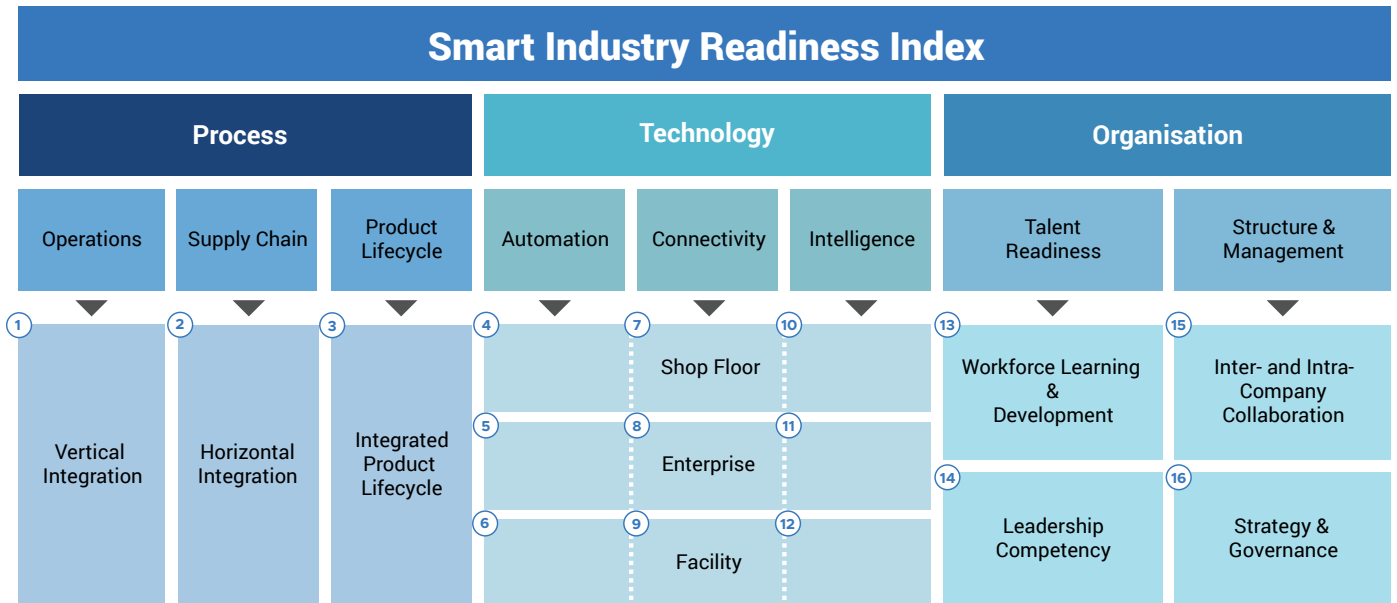 Smart Industry Readiness Index
Process
Technology
Organisation
Operations
Supply Chain
Product
Lifecycle
Automation
Connectivity
Intelligence
Talent
Readiness
Structure &
Management
1
2
3
4
7
10
13
15
Shop Floor
Workforce Learning
&
Development
Inter- and Intra-
Company
Collaboration
5
8
11
Vertical
Integration
Horizontal
Integration
Integrated
Product
Lifecycle
Enterprise
14
16
6
9
12
Facility
Leadership
Competency
Strategy &
Governance